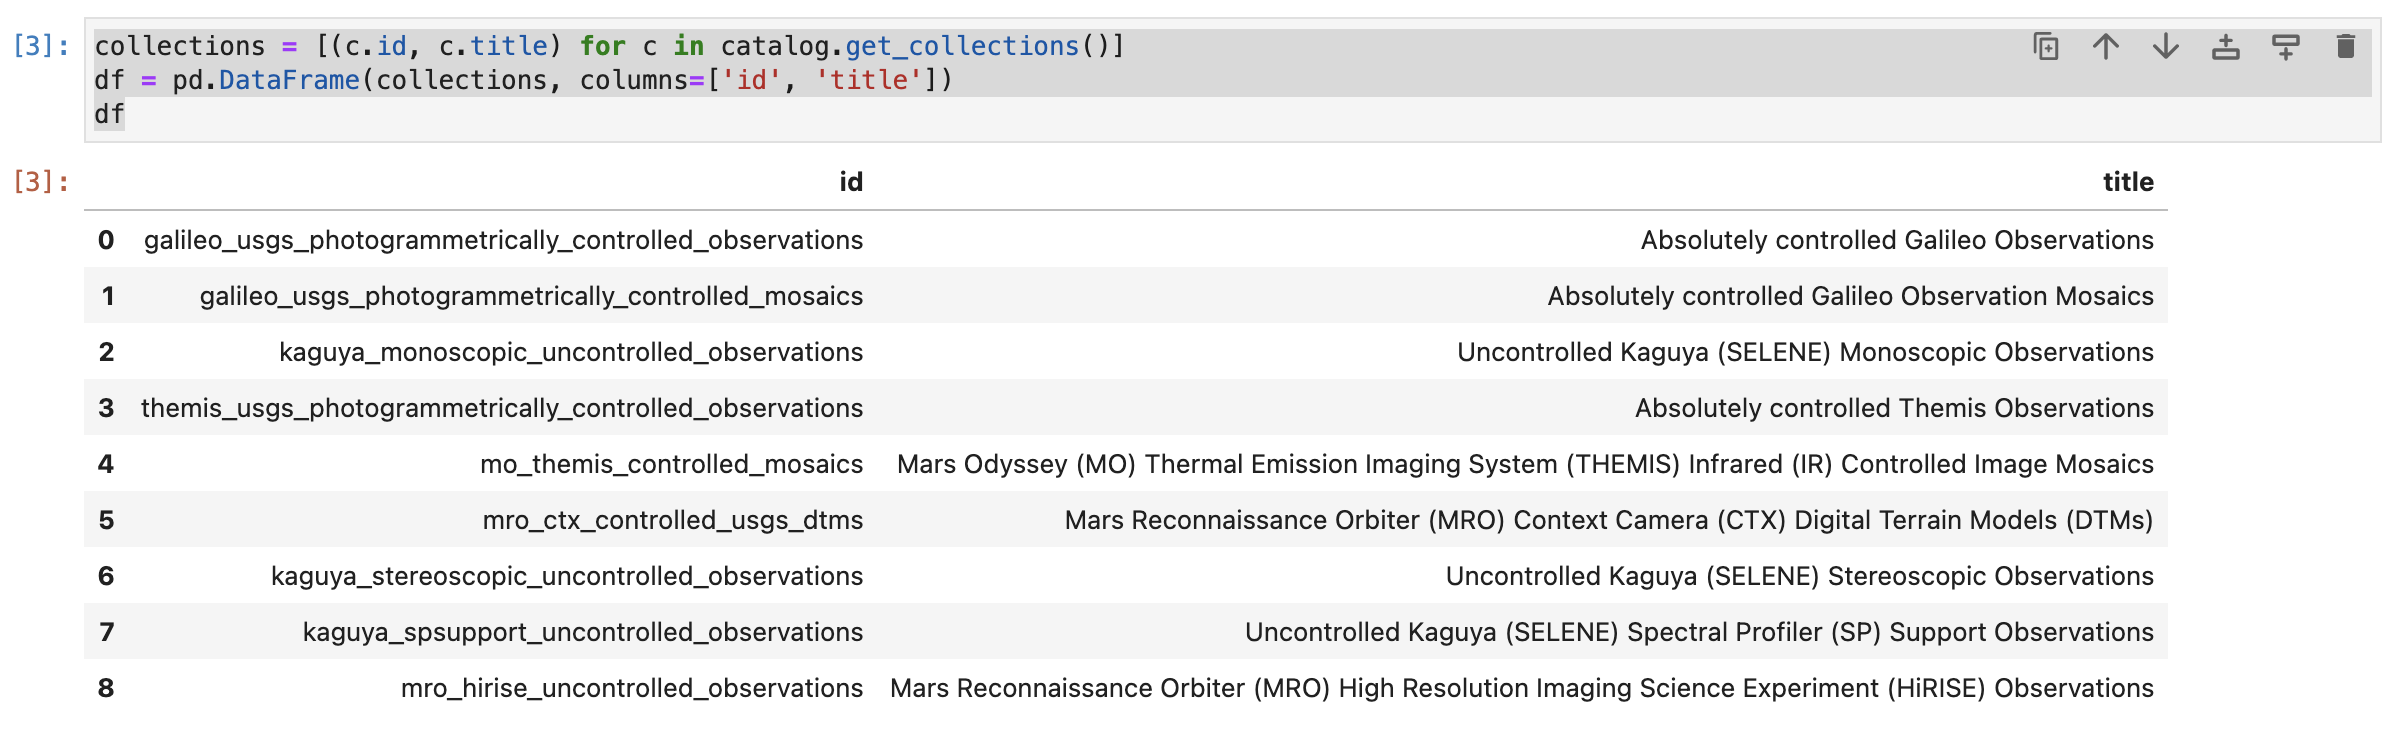 [3]: collections = [(c.id, c.title) for c in catalog.get_collections()]
df = pd.DataFrame(collections, columns=['id', 'title'])
df
[3]: id title
0 galileo_usgs_photogrammetrically_controlled_observations Absolutely controlled Galileo Observations
1 galileo_usgs_photogrammetrically_controlled_mosaics Absolutely controlled Galileo Observation Mosaics
2 kaguya_monoscopic_uncontrolled_observations Uncontrolled Kaguya (SELENE) Monoscopic Observations
3 themis_usgs_photogrammetrically_controlled_observations Absolutely controlled Themis Observations
4 mo_themis_controlled_mosaics Mars Odyssey (MO) Thermal Emission Imaging System (THEMIS) Infrared (IR) Controlled Image Mosaics
5 mro_ctx_controlled_usgs_dtms Mars Reconnaissance Orbiter (MRO) Context Camera (CTX) Digital Terrain Models (DTMs)
6 kaguya_stereoscopic_uncontrolled_observations Uncontrolled Kaguya (SELENE) Stereoscopic Observations
7 kaguya_spsupport_uncontrolled_observations Uncontrolled Kaguya (SELENE) Spectral Profiler (SP) Support Observations
8 mro_hirise_uncontrolled_observations Mars Reconnaissance Orbiter (MRO) High Resolution Imaging Science Experiment (HiRISE) Observations